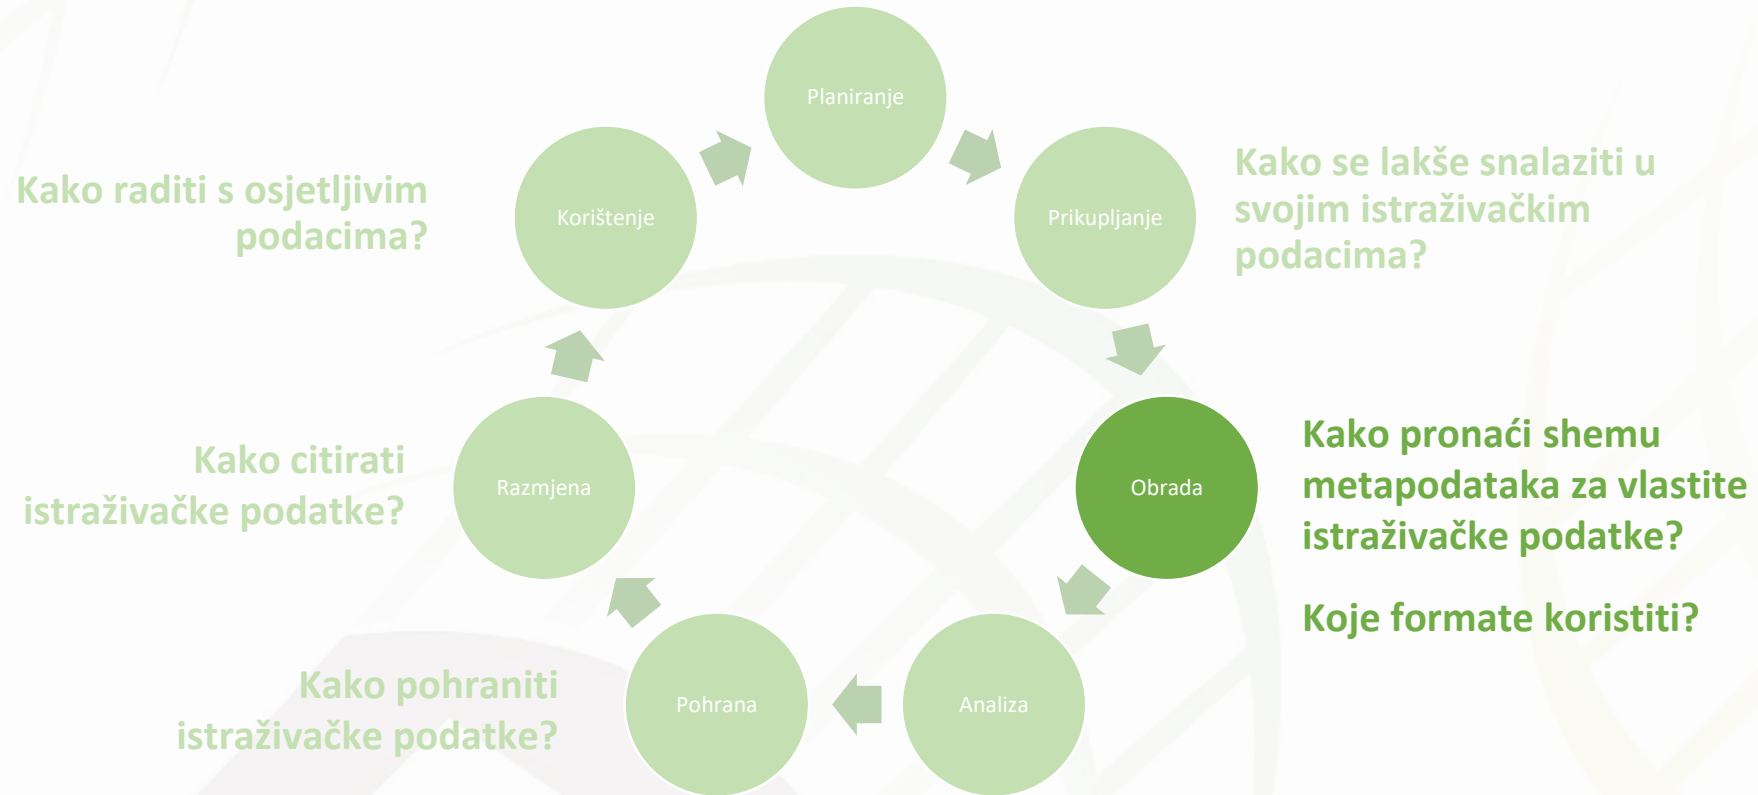 Planiranje
Kako raditi s osjetljivim
podacima?
Korištenje
Prikupljanje
Kako se lakše snalaziti u
svojim istraživačkim
podacima?
Kako citirati
istraživačke podatke?
Razmjena
Obrada
Kako pronaći shemu
metapodataka za vlastite
istraživačke podatke?
Koje formate koristiti?
Kako pohraniti
istraživačke podatke?
Pohrana
Analiza